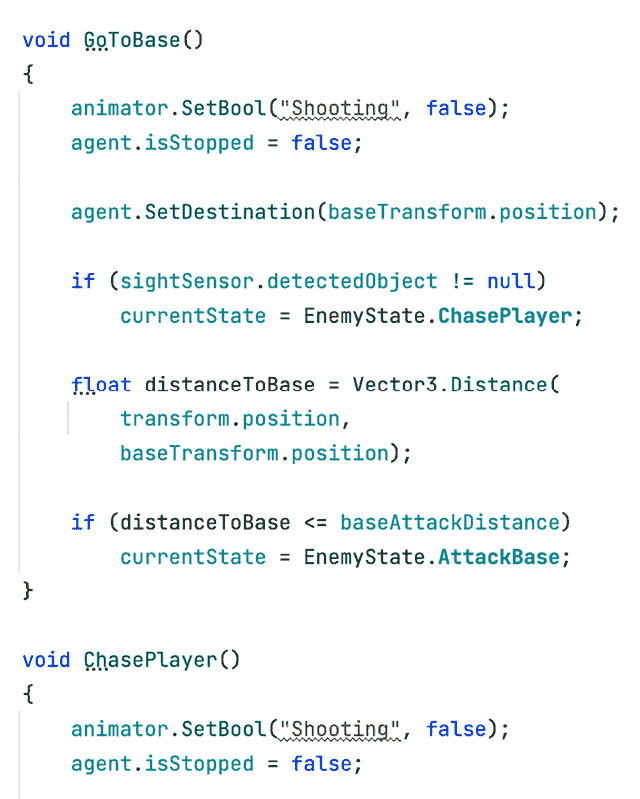 void GoToBase()
{
    animator.SetBool("Shooting", false);
    agent.isStopped = false;

    agent.SetDestination(baseTransform.position);

    if (sightSensor.detectedObject != null)
        currentState = EnemyState.ChasePlayer;

    float distanceToBase = Vector3.Distance(
        transform.position,
        baseTransform.position);

    if (distanceToBase <= baseAttackDistance)
        currentState = EnemyState.AttackBase;
}

void ChasePlayer()
{
    animator.SetBool("Shooting", false);
    agent.isStopped = false;